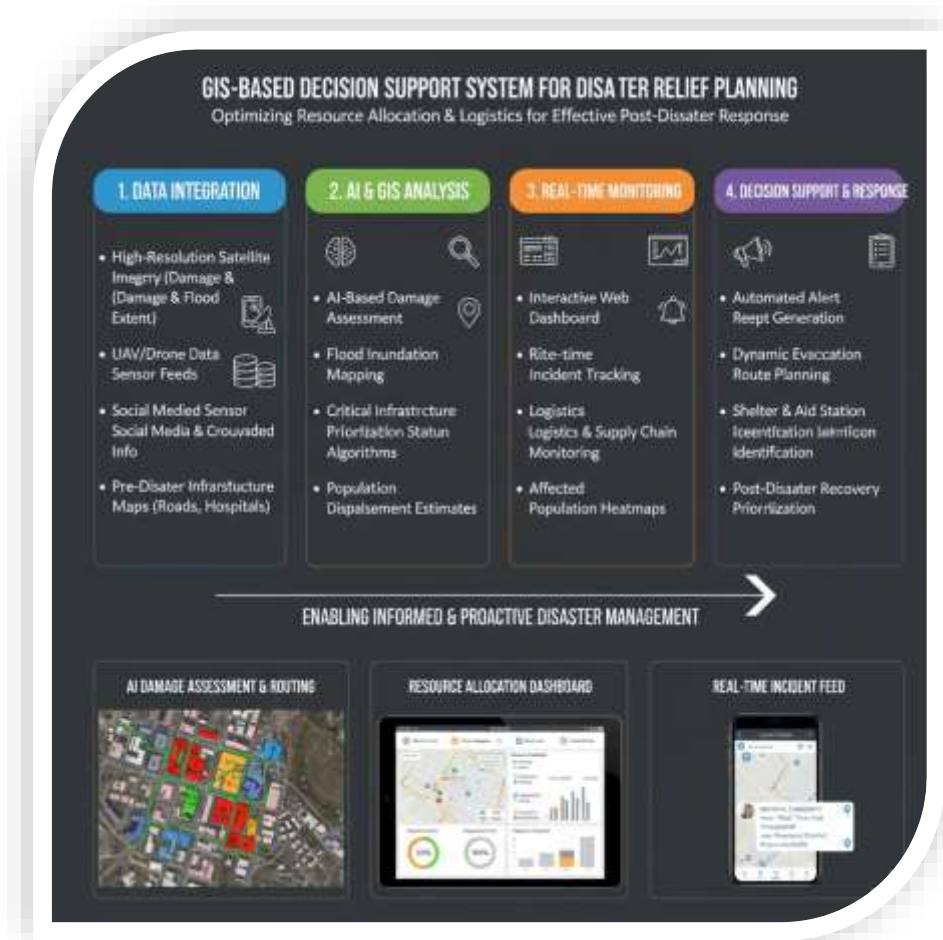 GIS-BASED DECISION SUPPORT SYSTEM FOR DISATER RELIEF PLANNING
Optimizing Resource Allocation & Logistics for Effective Post-Dissater Response
1. DATA INTEGRATION
• High-Resolution Satellite
Imegrry (Damage &
(Damage & Flood
Extent)
• UAV/Drone Data
Sensor Feeds
• Social Medied Sensor
Social Media & Crouvaded
Info
• Pre-Disater Infrastucture
Maps (Roads, Hospitals)
2. AI & GIS ANALYSIS
• AI-Based Damage
Assessment
• Flood Inundation
Mapping
• Critical Infrastrcture
Priorilization Statun
Algorithms
• Population
Dispalsement Estimates
3. REAL-TIME MONITORING
• Interactive Web
Dashboard
• Rite-time
Incident Tracking
• Logistics
Logistics & Supply Chain
Monitoring
• Affected
Population Heatmaps
4. DECISION SUPPORT & RESPONSE
• Automated Alert
Reept Generation
• Dynamic Evaccation
Route Planning
• Shelter & Aid Station
Identifcation
• Post-Disaater Recovery
Priorilization
ENABLING INFORMED & PROACTIVE DISASTER MANAGEMENT
AI DAMAGE ASSESSMENT & ROUTING
RESOURCE ALLOCATION DASHBOARD
REAL-TIME INCIDENT FEED